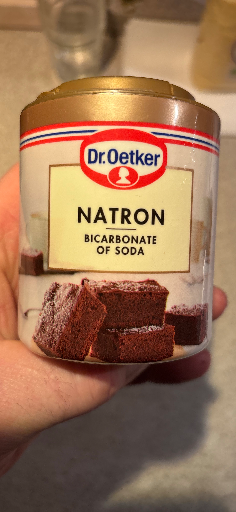 Dr.Oetker
NATRON
BICARBONATE
OF SODA